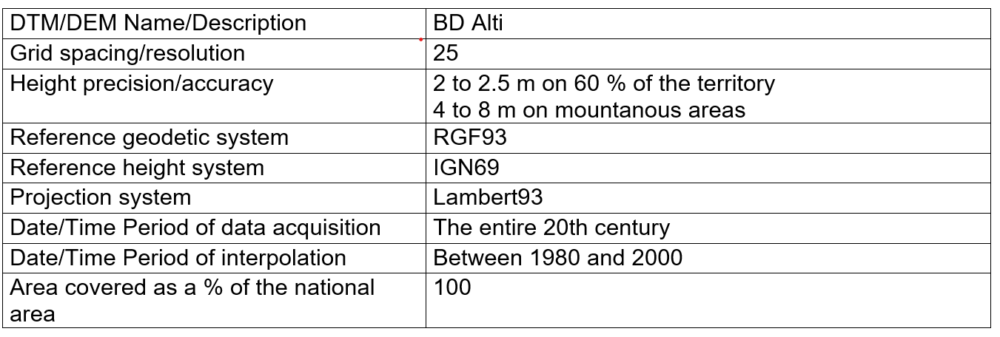 DTM/DEM Name/Description BD Alti
Grid spacing/resolution 25
Height precision/accuracy 2 to 2.5 m on 60 % of the territory
4 to 8 m on mountanous areas
Reference geodetic system RGF93
Reference height system IGN69
Projection system Lambert93
Date/Time Period of data acquisition The entire 20th century
Date/Time Period of interpolation Between 1980 and 2000
Area covered as a % of the national 100
area